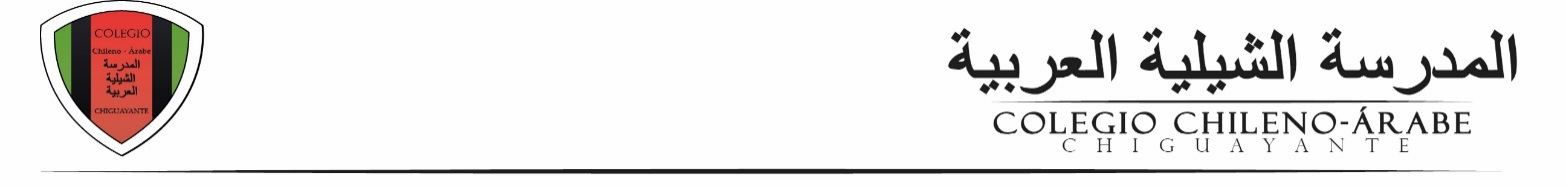 COLEGIO
Chileno - Árabe
المدرسة
الشيلية
العربية
CHIGUAYANTE
المدرسة الشيلية العربية
COLEGIO CHILENO-ÁRABE
CHIGUAYANTE